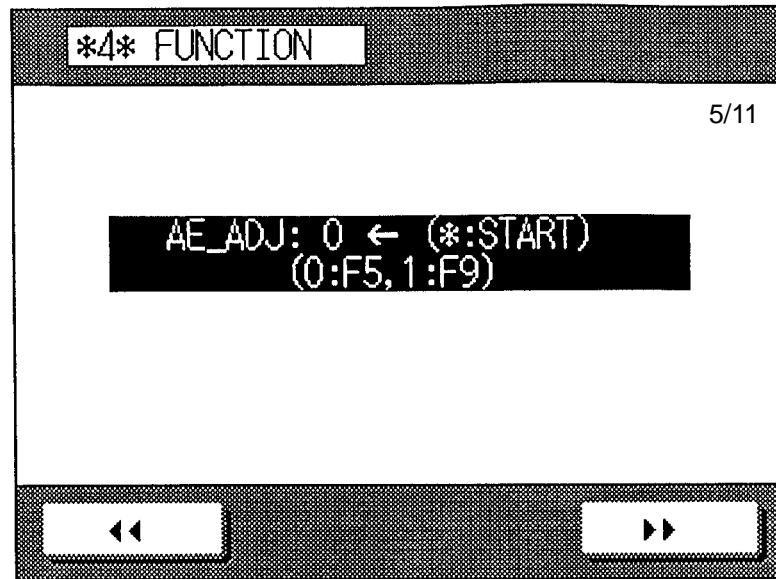 *4* FUNCTION
5/11
AE_ADJ: 0 ← (*:START)
(0:F5,1:F9)